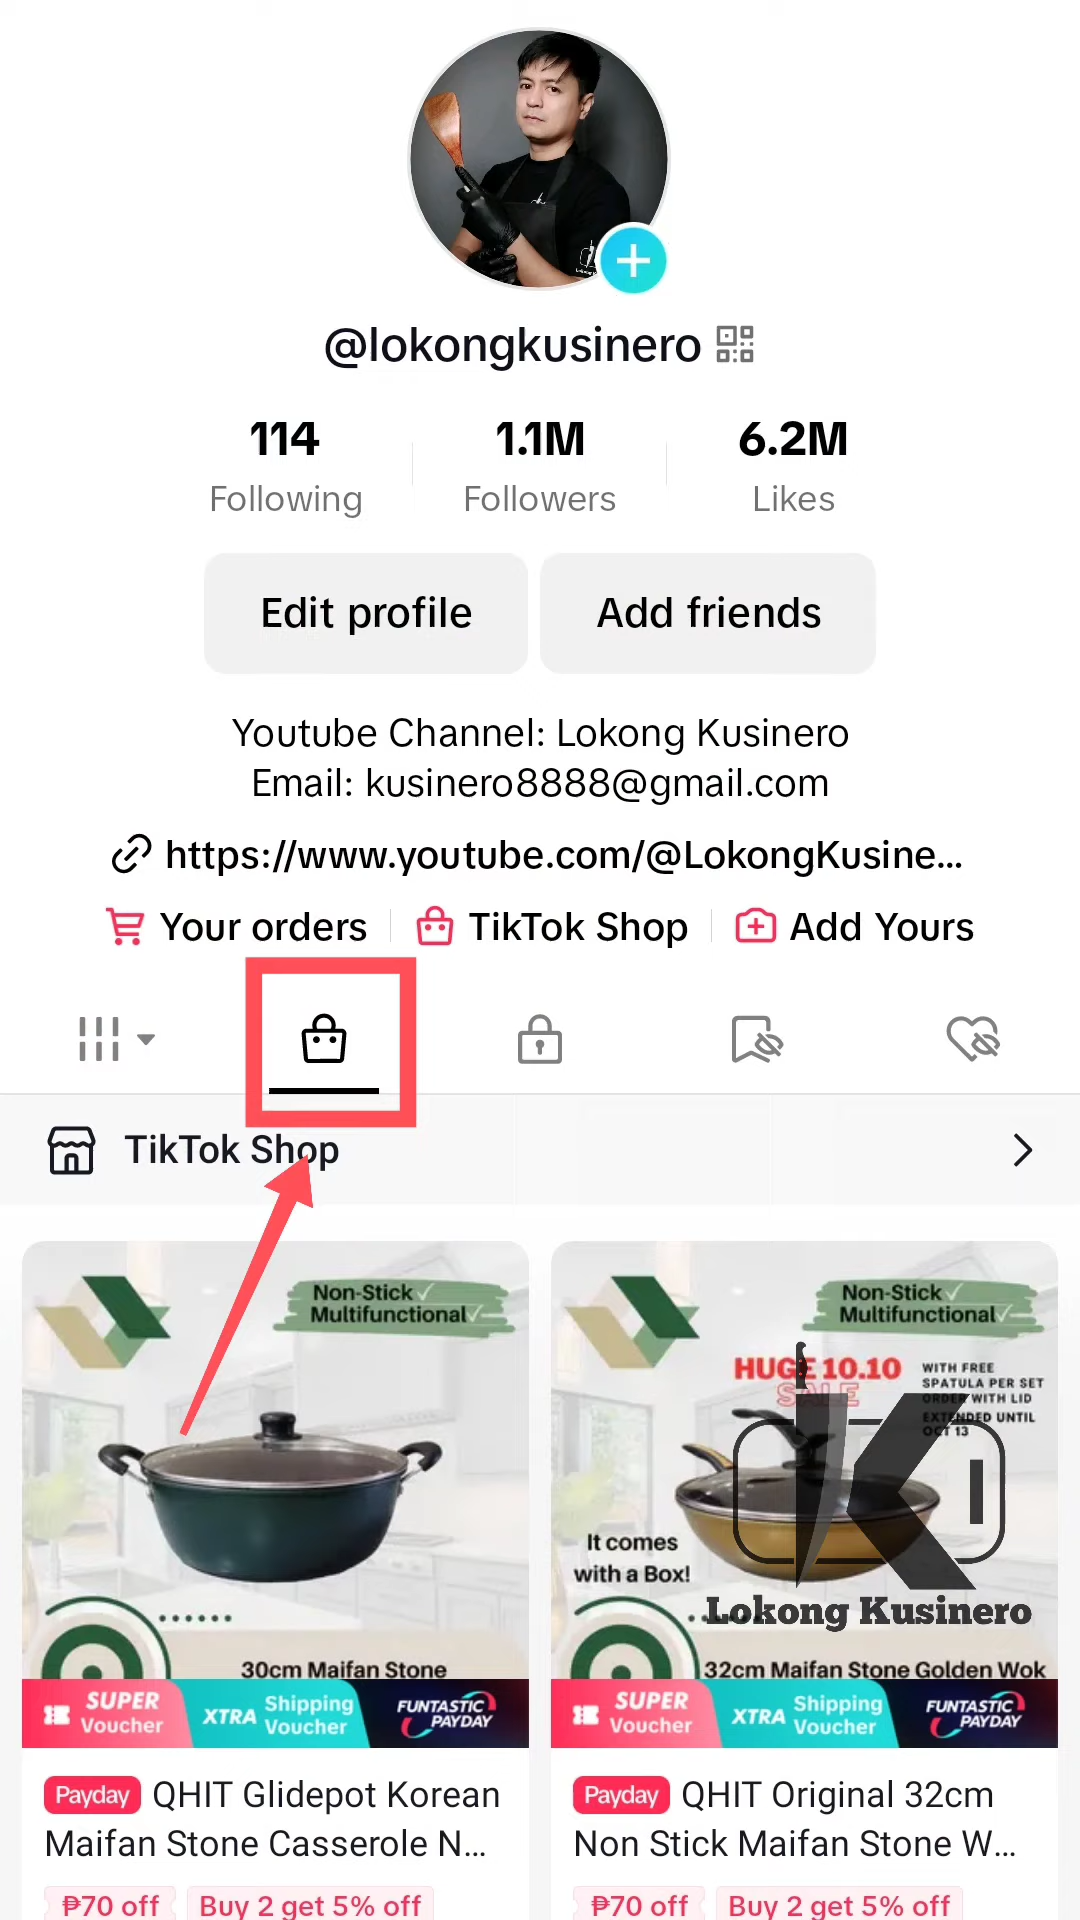 @lokongkusinero
114
Following
1.1M
Followers
6.2M
Likes
Edit profile
Add friends
Youtube Channel: Lokong Kusinero
Email: kusinero8888@gmail.com
https://www.youtube.com/@LokongKusine...
Your orders
TikTok Shop
Add Yours
TikTok Shop
Non-Stick✓
Multifunctional✓
30cm Maifan Stone
SUPER
Voucher
XTRA Shipping
Voucher
FUNTASTIC
PAYDAY
Payday QHIT Glidepot Korean
Maifan Stone Casserole N...
₱70 off
Buy 2 get 5% off
Non-Stick✓
Multifunctional✓
HUGE 10.10
SALE
WITH FREE
SPATULA PER SET
ORDER WITH LID
EXTENDED UNTIL
OCT 13
It comes
with a Box!
Lokong Kusinero
32cm Maifan Stone Golden Wok
SUPER
Voucher
XTRA Shipping
Voucher
FUNTASTIC
PAYDAY
Payday QHIT Original 32cm
Non Stick Maifan Stone W...
₱70 off
Buy 2 get 5% off